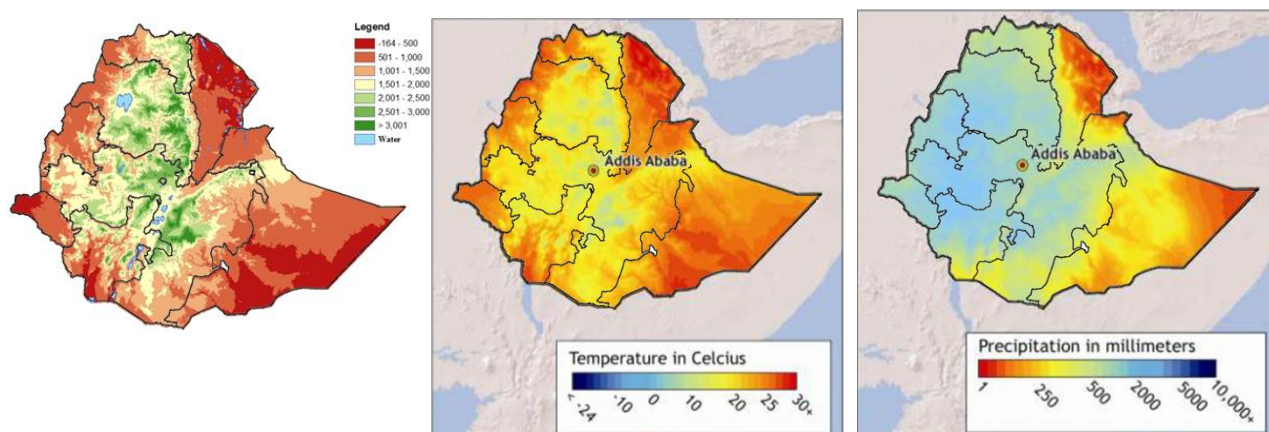 Legend
-164 - 500
501 - 1,000
1,001 - 1,500
1,501 - 2,000
2,001 - 2,500
2,501 - 3,000
> 3,001
Water
Addis Ababa
Temperature in Celcius
< -24
-10
0
10
20
25
30+
Addis Ababa
Precipitation in millimeters
1
250
500
2000
5000
10,000+